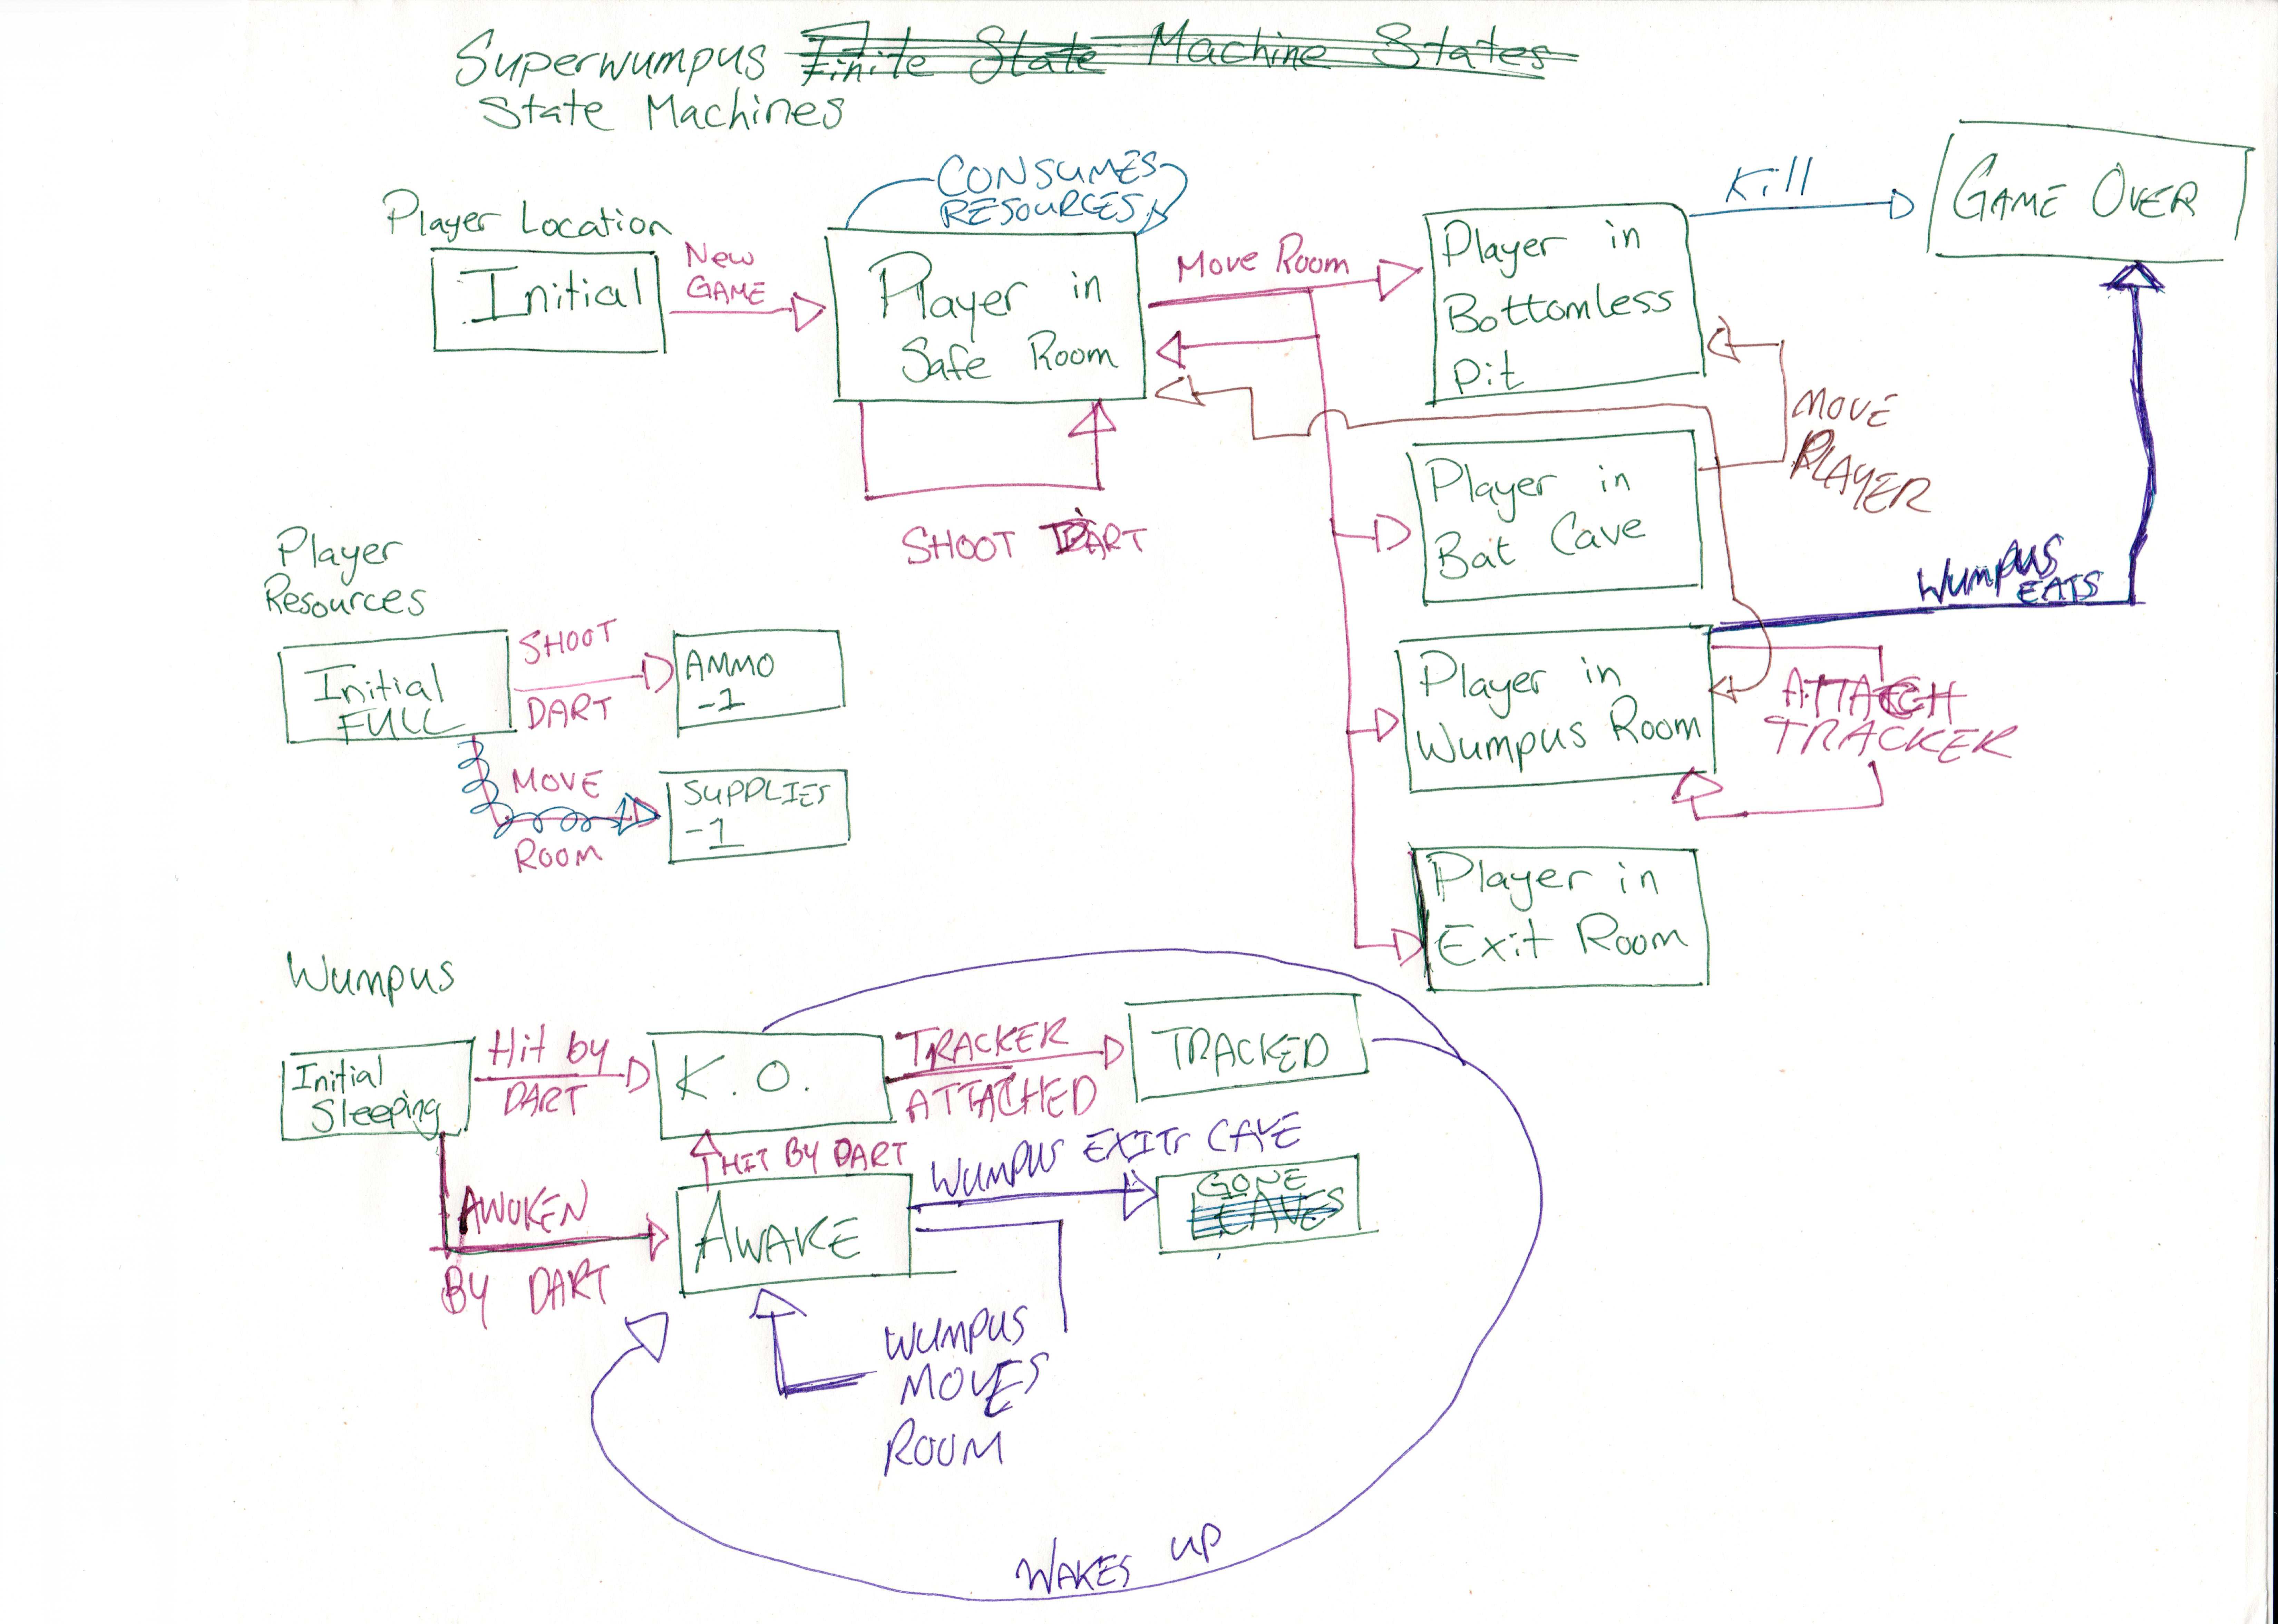 Superwumpus Finite State Machine States
State Machines
Player Location
Initial
New
GAME
CONSUMES
RESOURCES
Player in
Safe Room
SHOOT DART
Move Room
Player in
Bottomless
Pit
Kill
GAME OVER
MOVE
PLAYER
Player in
Bat Cave
WUMPUS
EATS
Player in
Wumpus Room
ATTATCH
TRACKER
Player in
Exit Room
Player
Resources
Initial
FULL
SHOOT
DART
AMMO
-1
MOVE
ROOM
SUPPLIES
-1
Wumpus
Initial
Sleeping
Hit by
DART
K.O.
TRACKER
ATTATCHED
TRACKED
AWOKEN
BY DART
HIT BY DART
AWAKE
WUMPUS EXITS CAVE
GONE
LEAVES
WUMPUS
MOVES
ROOM
WAKES UP